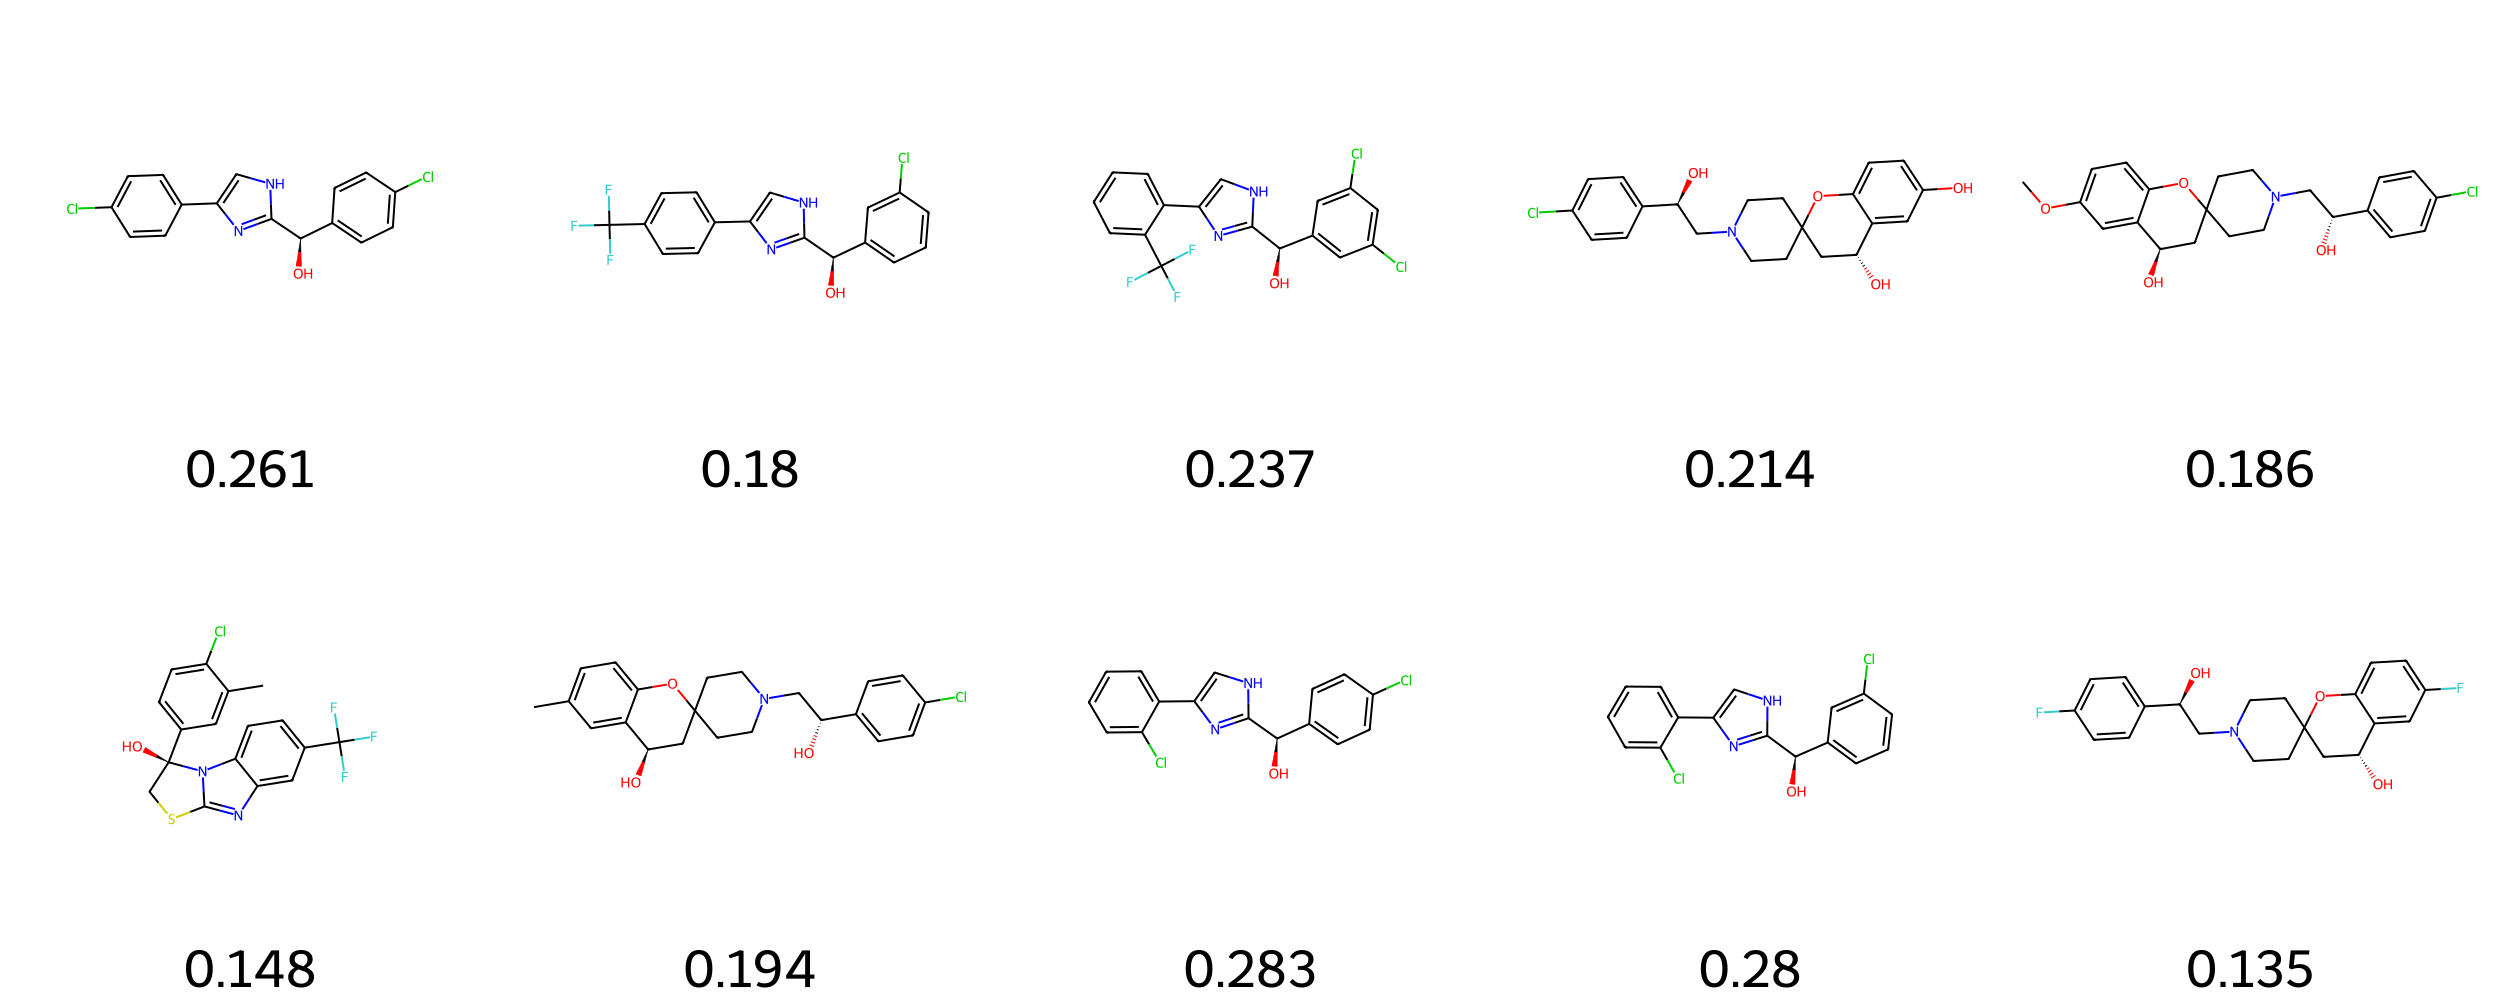 Cl N NH OH Cl
F F F N NH OH Cl
F F F N NH OH Cl Cl
Cl OH N O OH OH
O O N OH OH Cl
0.261 0.18 0.237 0.214 0.186
Cl HO N N S F F F
O N HO HO Cl
Cl N NH OH Cl
Cl N NH OH Cl
F OH N O F OH
0.148 0.194 0.283 0.28 0.135